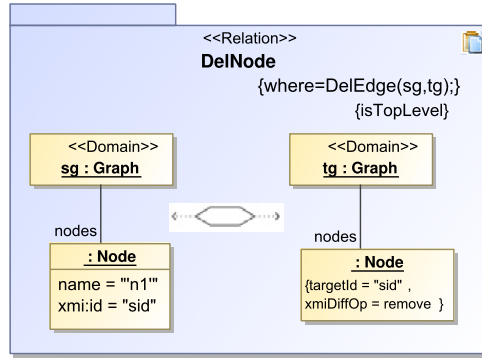 <<Relation>>
DelNode
{where=DelEdge(sg,tg);}
{isTopLevel}
<<Domain>>
sg : Graph
<<Domain>>
tg : Graph
nodes
nodes
: Node
name = "'n1'"
xmi:id = "sid"
: Node
{targetId = "sid" ,
xmiDiffOp = remove }